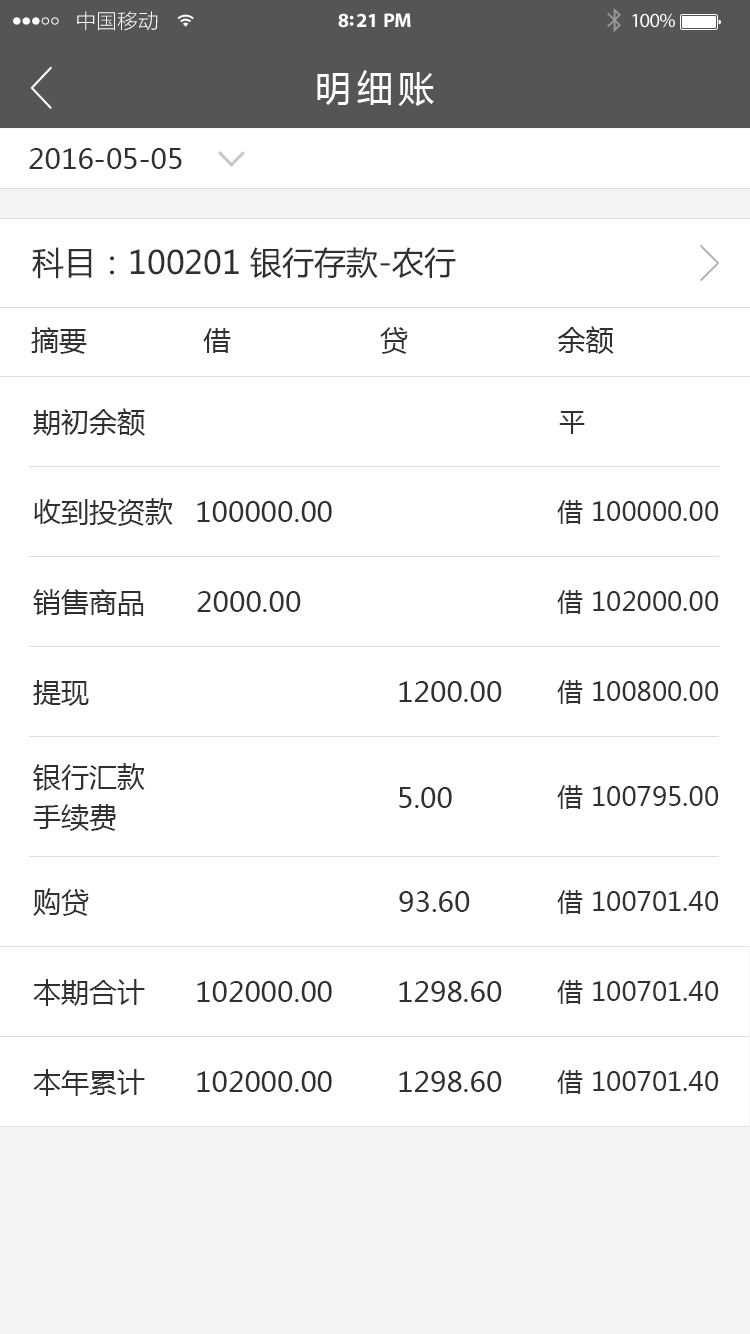 中国移动 8:21 PM 100%
明细账
2016-05-05
科目：100201 银行存款-农行
摘要 借 贷 余额
期初余额 平
收到投资款 100000.00 借 100000.00
销售商品 2000.00 借 102000.00
提现 1200.00 借 100800.00
银行汇款
手续费 5.00 借 100795.00
购贷 93.60 借 100701.40
本期合计 102000.00 1298.60 借 100701.40
本年累计 102000.00 1298.60 借 100701.40